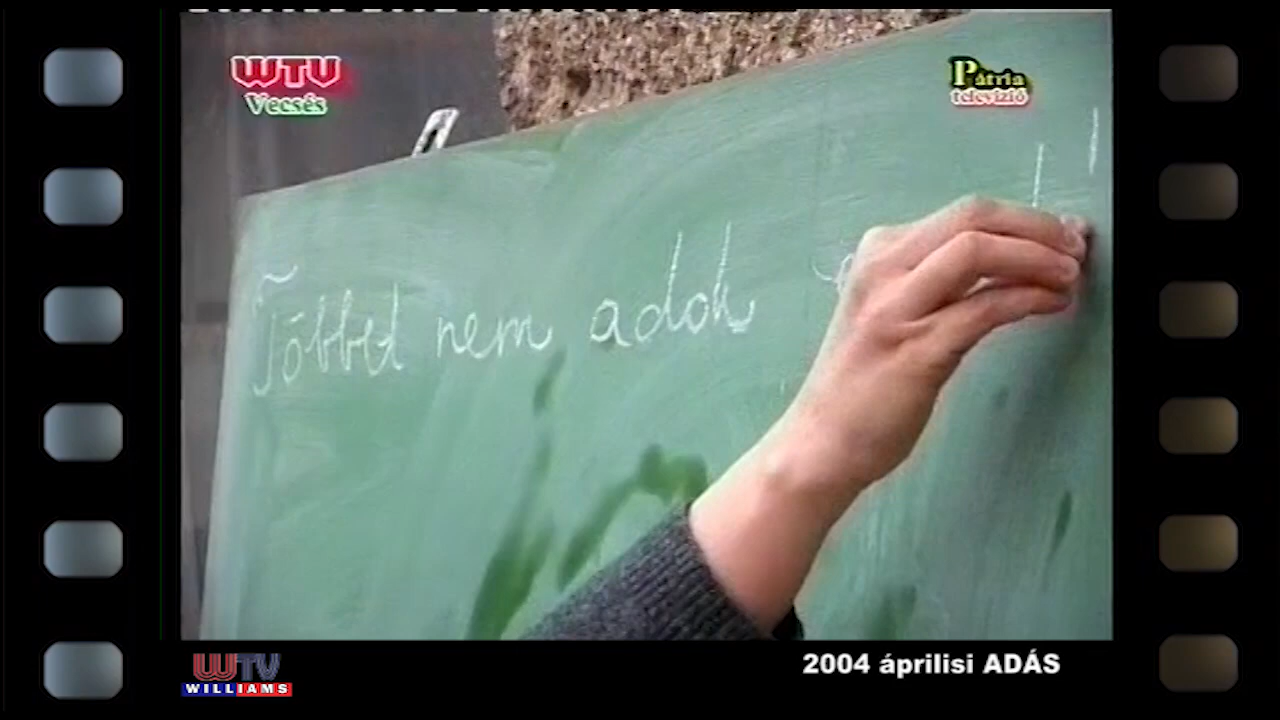 WTV
Vecsés
Pátria
televízió
Többet nem adok
WTV
WILLIAMS
2004 áprilisi ADÁS